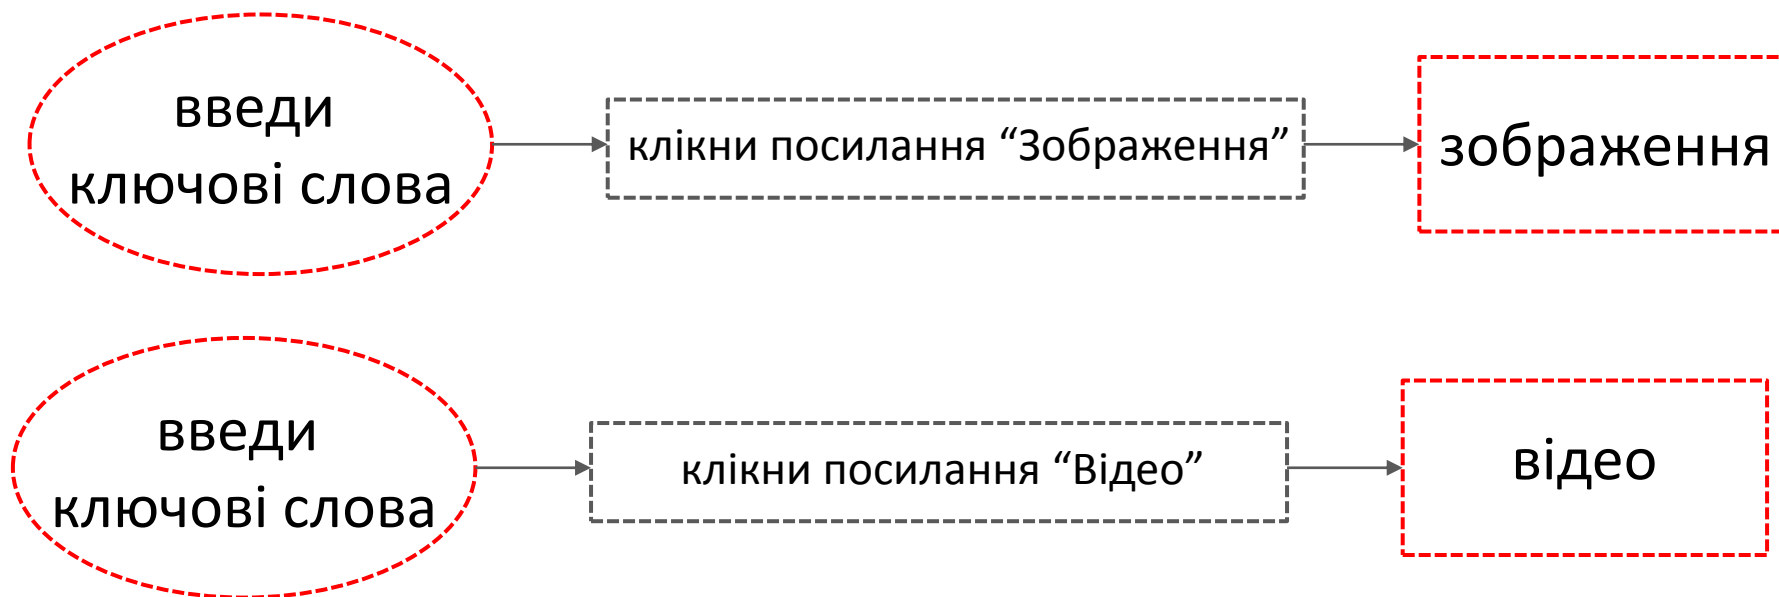 введи
ключові слова
клікни посилання “Зображення”
зображення
введи
ключові слова
клікни посилання “Відео”
відео